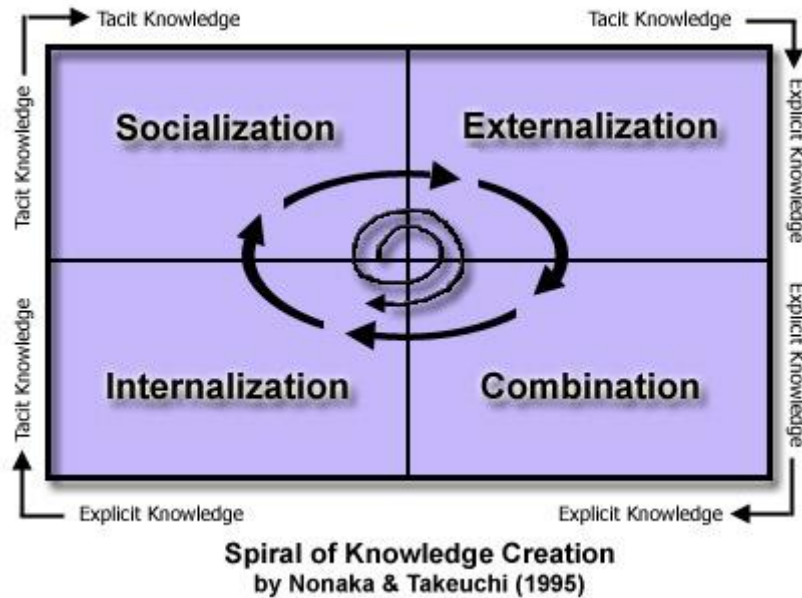 Tacit Knowledge
Tacit Knowledge
Tacit Knowledge
Explicit Knowledge
Socialization
Externalization
Tacit Knowledge
Explicit Knowledge
Internalization
Combination
Explicit Knowledge
Explicit Knowledge
Spiral of Knowledge Creation
by Nonaka & Takeuchi (1995)